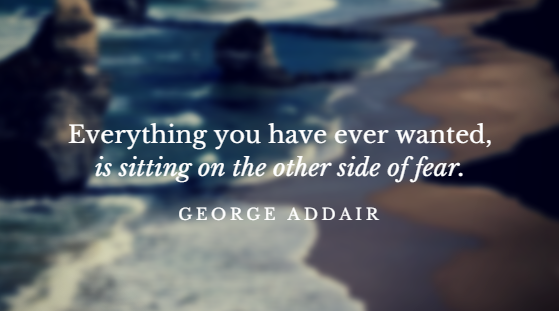 Everything you have ever wanted,
is sitting on the other side of fear.
GEORGE ADDAIR